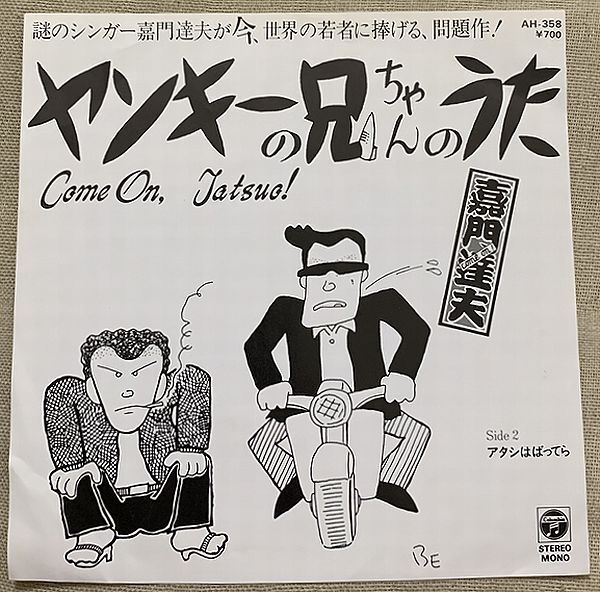 謎のシンガー嘉門達夫が今、世界の若者に捧げる、問題作!
AH-358
¥700
ヤンキーの兄ちゃんのうた
Come On, Tatsuo!
嘉門達夫
Side 2
アタシはばってら
Columbia
STEREO
MONO
BE